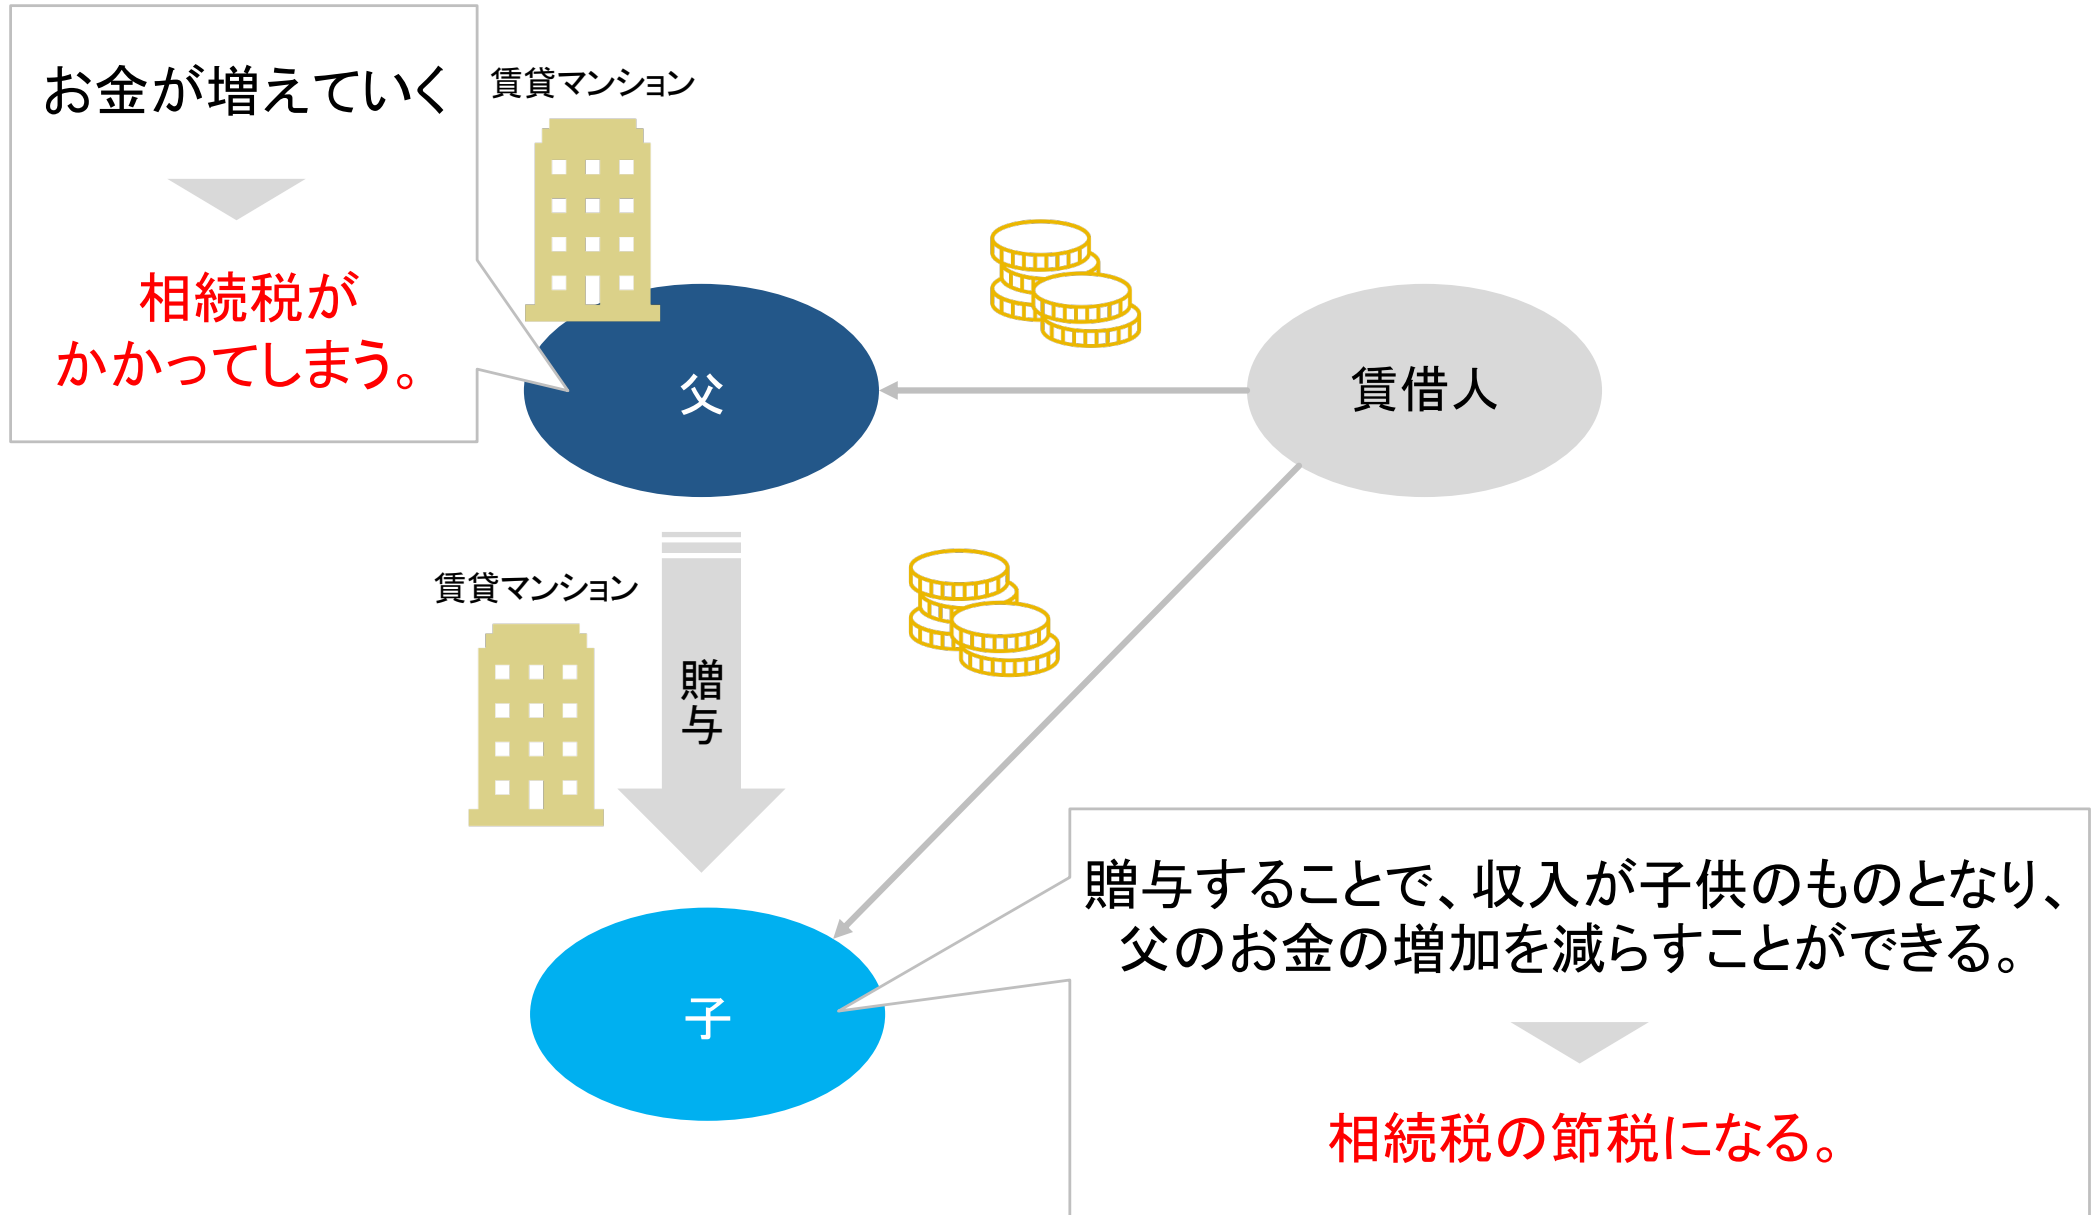 お金が増えていく
相続税が
かかってしまう。
賃貸マンション
父
賃借人
賃貸マンション
贈与
子
贈与することで、収入が子供のものとなり、
父のお金の増加を減らすことができる。
相続税の節税になる。